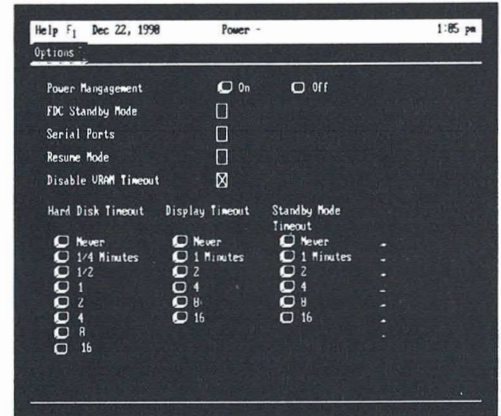 Help F1 Dec 22, 1990 Power - 1:05 pm
Options
Power Mangagement On Off
FDC Standby Mode
Serial Ports
Resume Mode
Disable VRAM Timeout X
Hard Disk Timeout Display Timeout Standby Mode
Timeout
Never Never Never
1/4 Minutes 1 Minutes 1 Minutes
1/2 2 2
1 4 4
2 8 8
4 16 16
8
16